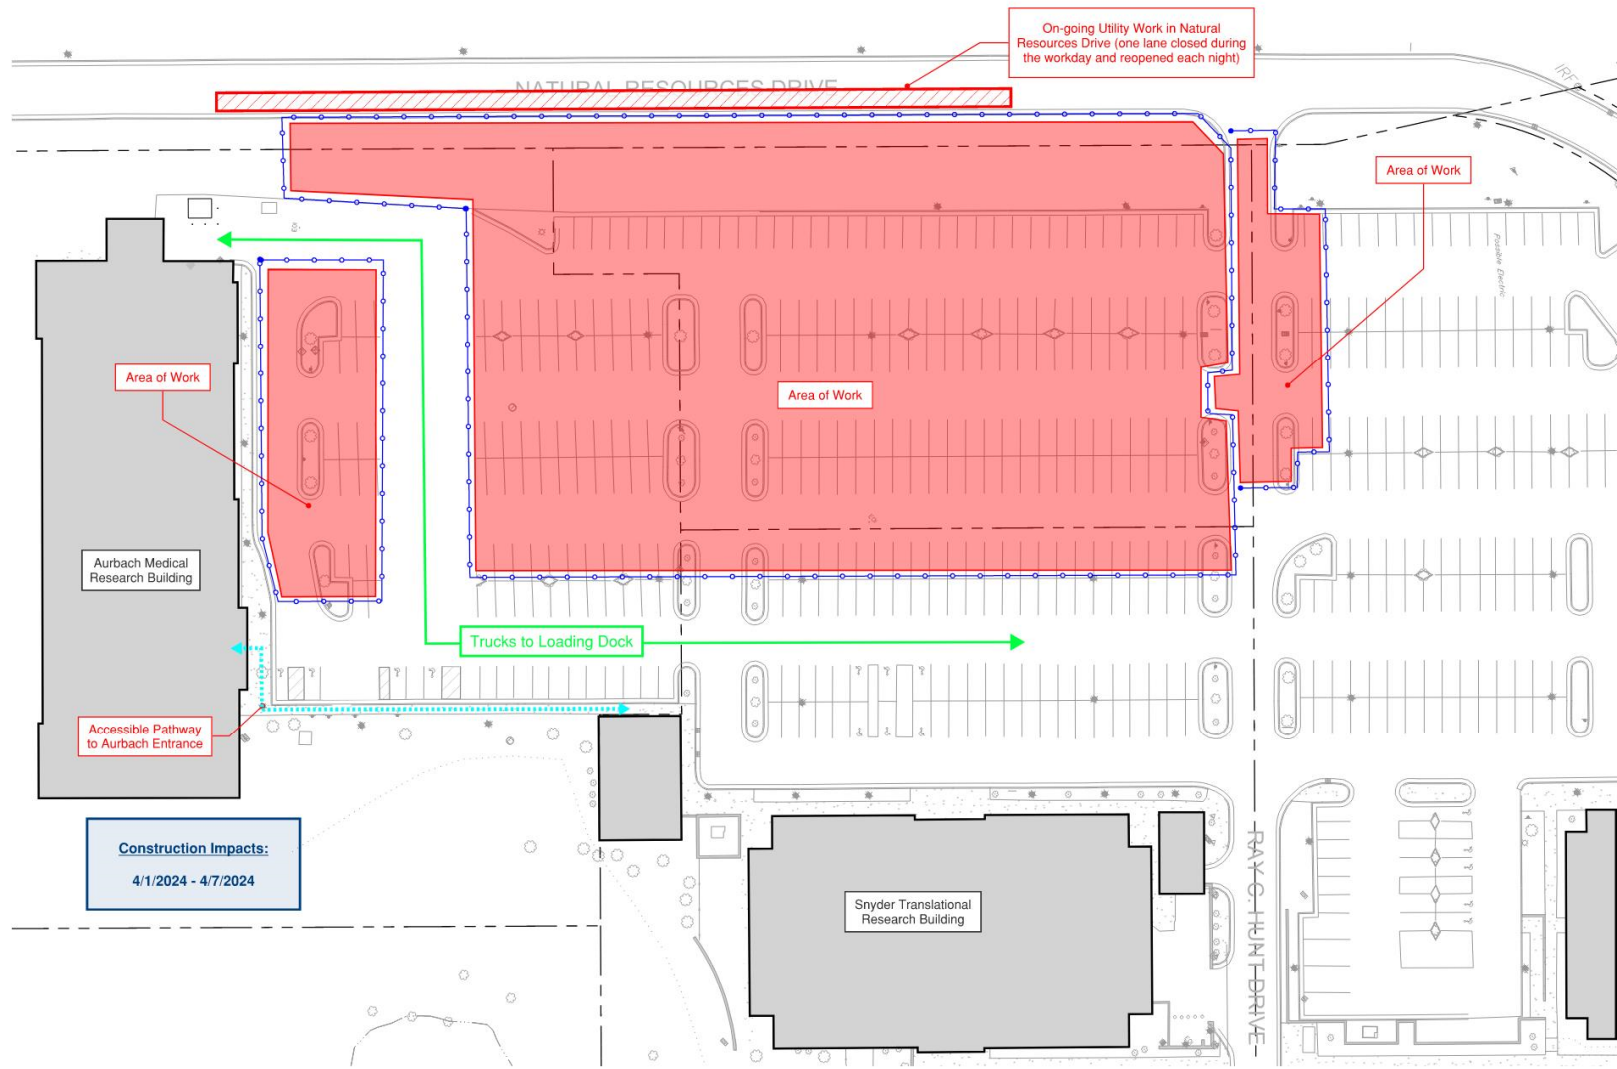 On-going Utility Work in Natural
Resources Drive (one lane closed during
the workday and reopened each night)
NATURAL RESOURCES DRIVE
Area of Work
Possible Electric
Area of Work
Area of Work
Aurbach Medical
Research Building
Trucks to Loading Dock
Accessible Pathway
to Aurbach Entrance
Construction Impacts:
4/1/2024 - 4/7/2024
Snyder Translational
Research Building
RAY C. HUNT DRIVE